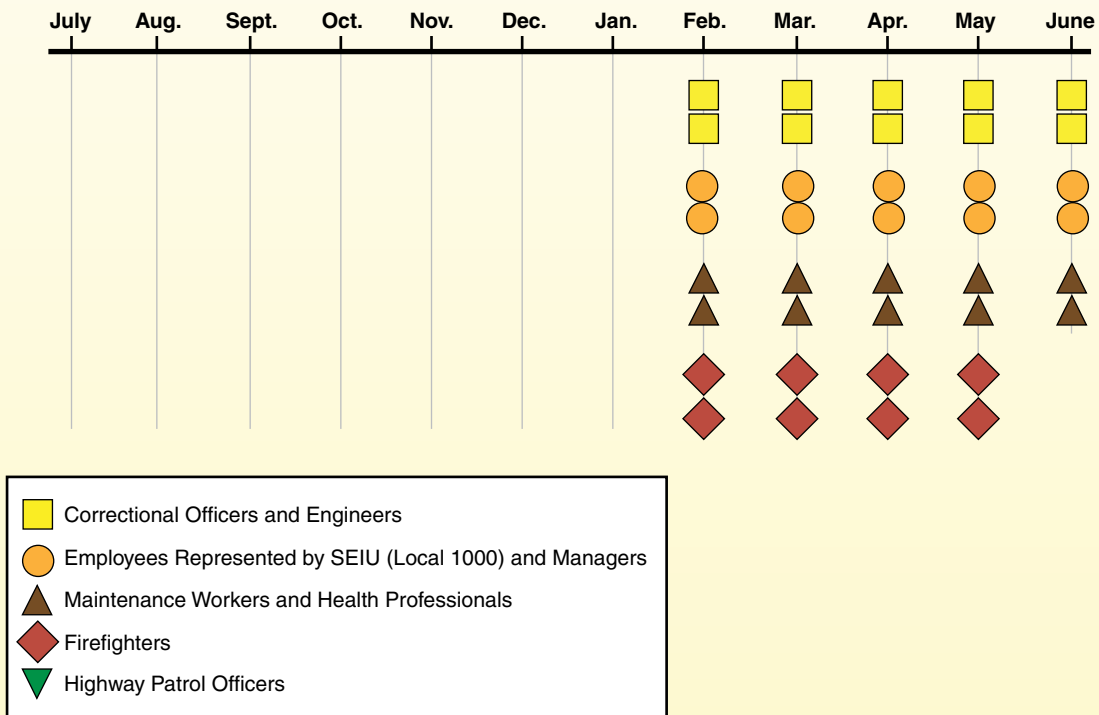 July Aug. Sept. Oct. Nov. Dec. Jan. Feb. Mar. Apr. May June
Correctional Officers and Engineers
Employees Represented by SEIU (Local 1000) and Managers
Maintenance Workers and Health Professionals
Firefighters
Highway Patrol Officers